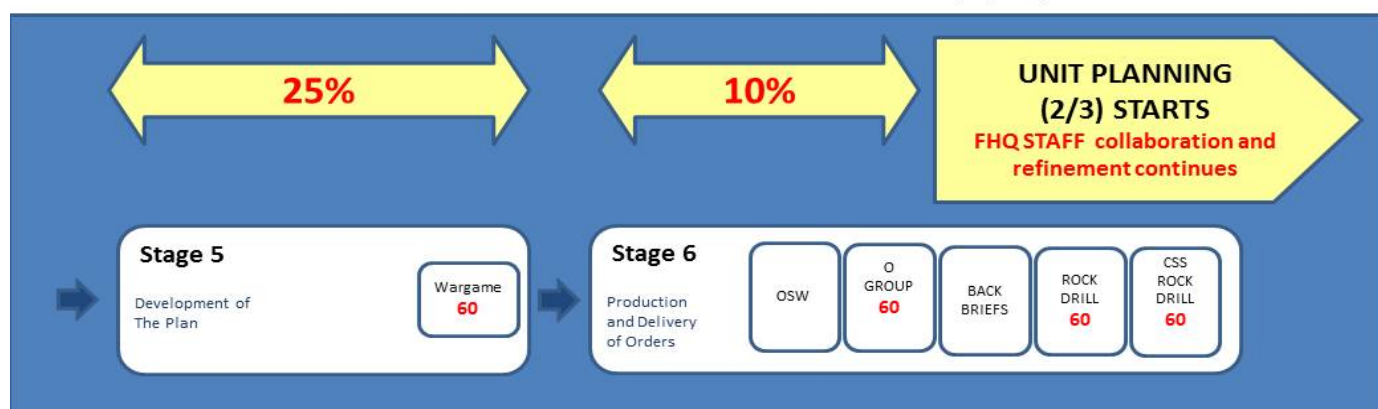 25%
10%
UNIT PLANNING
(2/3) STARTS
FHQ STAFF collaboration and
refinement continues
Stage 5
Development of
The Plan
Wargame
60
Stage 6
Production
and Delivery
of Orders
OSW
O
GROUP
60
BACK
BRIEFS
ROCK
DRILL
60
CSS
ROCK
DRILL
60